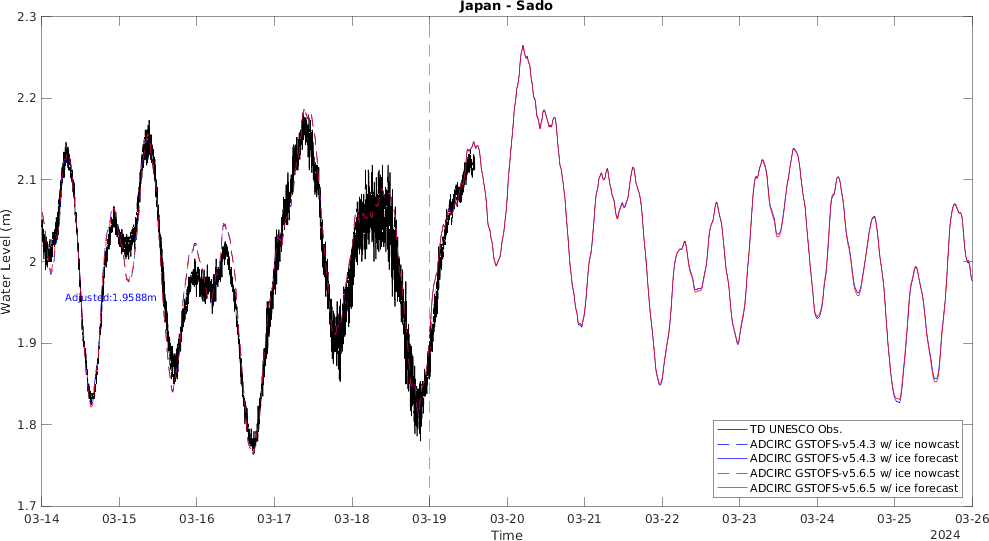 Japan - Sado
Water Level (m)
2.3
2.2
2.1
2
1.9
1.8
1.7
Adjusted:1.9588m
TD UNESCO Obs.
ADCIRC GSTOFS-v5.4.3 w/ ice nowcast
ADCIRC GSTOFS-v5.4.3 w/ ice forecast
ADCIRC GSTOFS-v5.6.5 w/ ice nowcast
ADCIRC GSTOFS-v5.6.5 w/ ice forecast
03-14 03-15 03-16 03-17 03-18 03-19 03-20 03-21 03-22 03-23 03-24 03-25 03-26
Time
2024